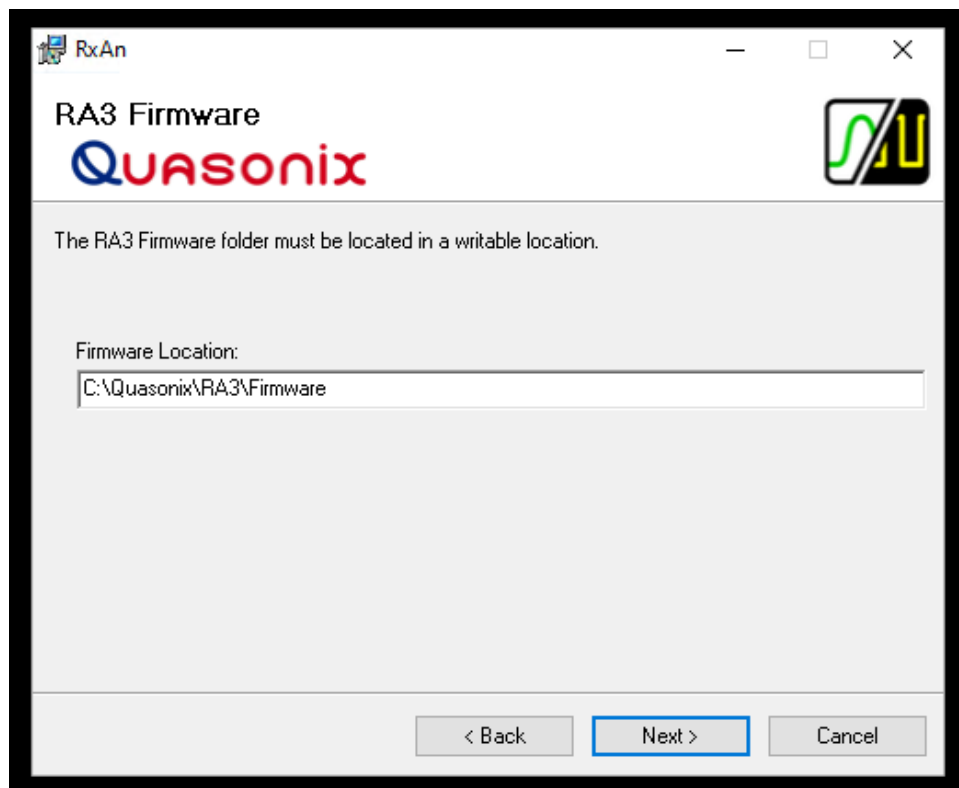 RxAn
RA3 Firmware
Quasonix
The RA3 Firmware folder must be located in a writable location.
Firmware Location:
C:\Quasonix\RA3\Firmware
< Back
Next >
Cancel